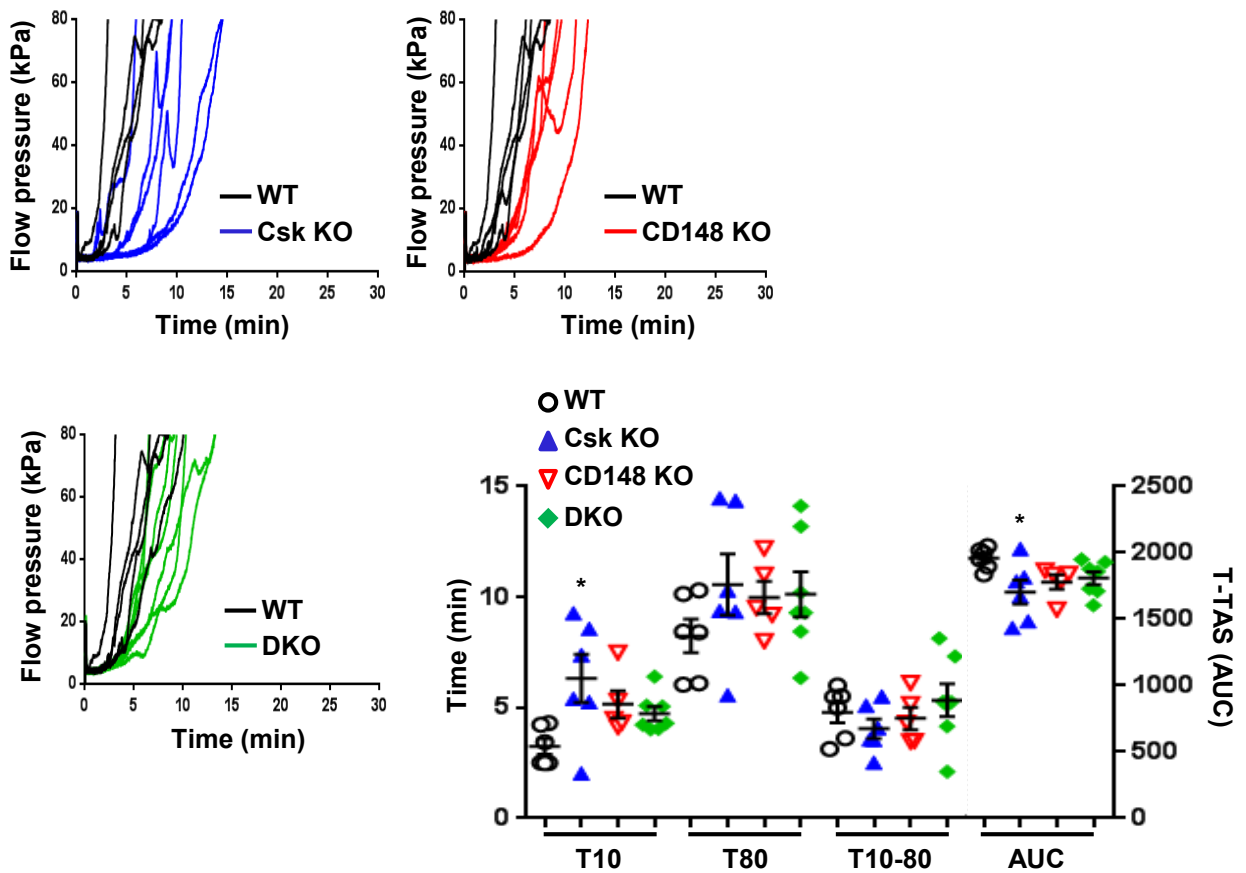 Flow pressure (kPa)
80
60
40
20
0
0 5 10 15 20 25 30
Time (min)
WT
Csk KO
Flow pressure (kPa)
80
60
40
20
0
0 5 10 15 20 25 30
Time (min)
WT
CD148 KO
Flow pressure (kPa)
80
60
40
20
0
0 5 10 15 20 25 30
Time (min)
WT
DKO
WT
Csk KO
CD148 KO
DKO
Time (min)
15
10
5
0
*
*
2500
2000
1500
1000
500
0
T-TAS (AUC)
T10 T80 T10-80 AUC